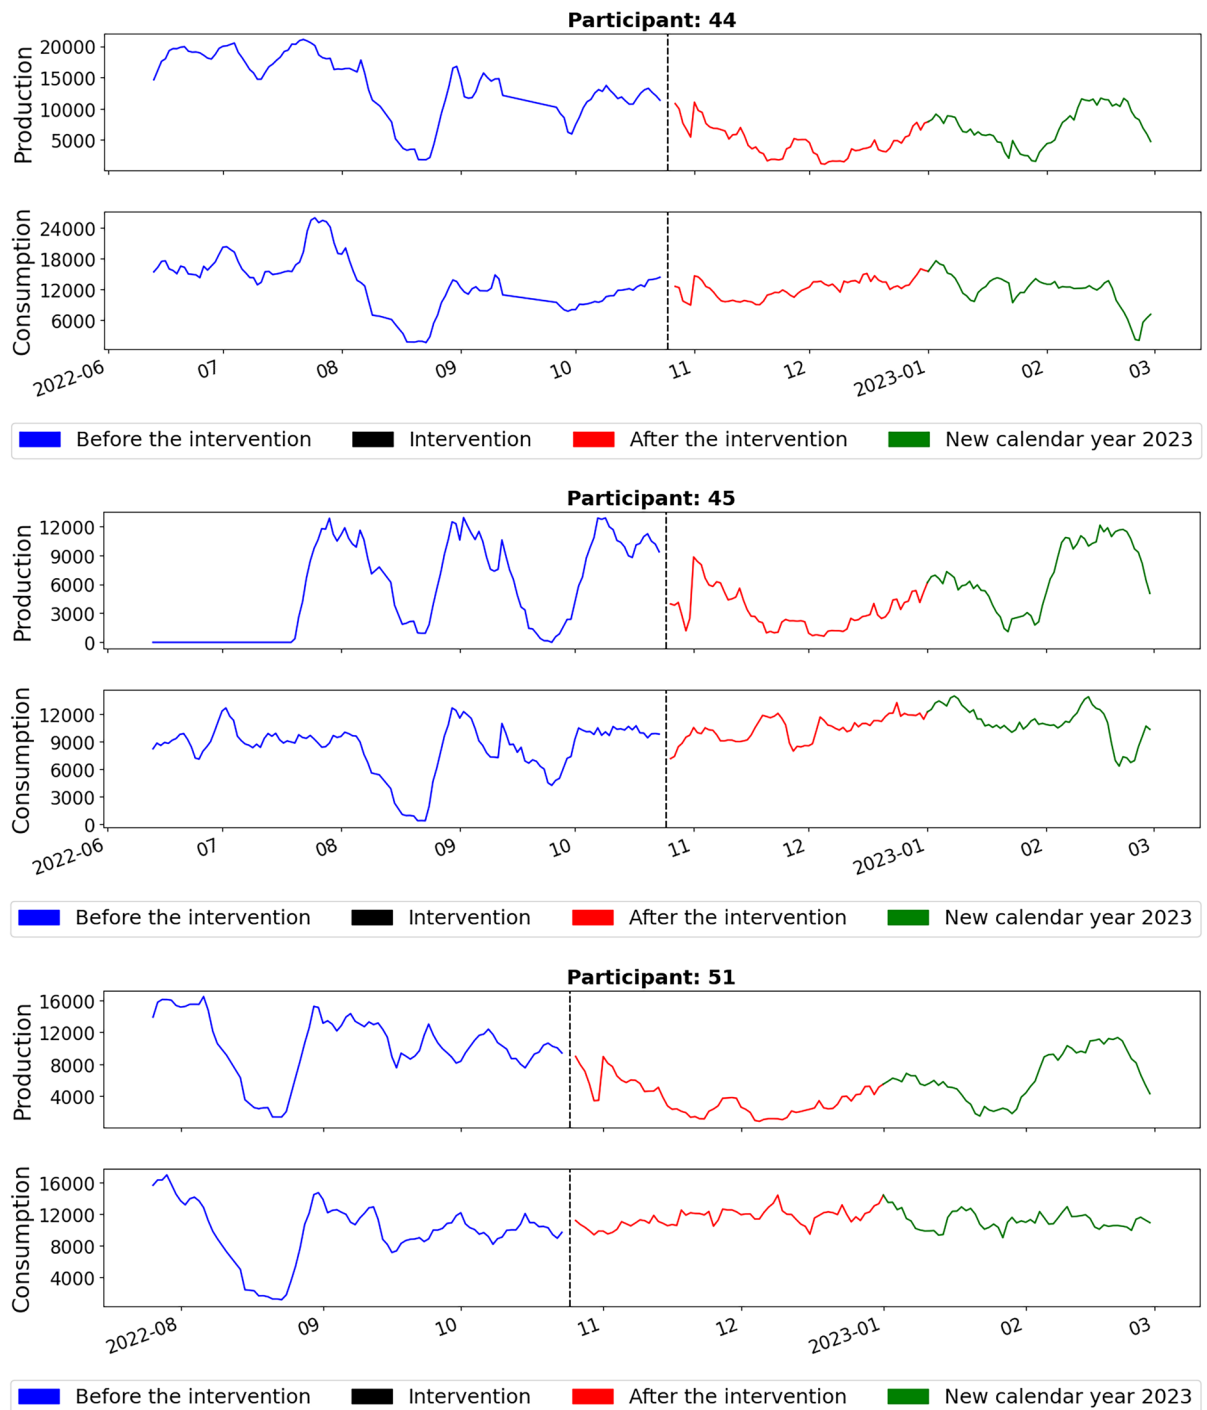 Participant: 44
Production
20000
15000
10000
5000
Consumption
24000
18000
12000
6000
2022-06 07 08 09 10 11 12 2023-01 02 03
Before the intervention Intervention After the intervention New calendar year 2023
Participant: 45
Production
12000
9000
6000
3000
0
Consumption
12000
9000
6000
3000
0
2022-06 07 08 09 10 11 12 2023-01 02 03
Before the intervention Intervention After the intervention New calendar year 2023
Participant: 51
Production
16000
12000
8000
4000
Consumption
16000
12000
8000
4000
2022-08 09 10 11 12 2023-01 02 03
Before the intervention Intervention After the intervention New calendar year 2023